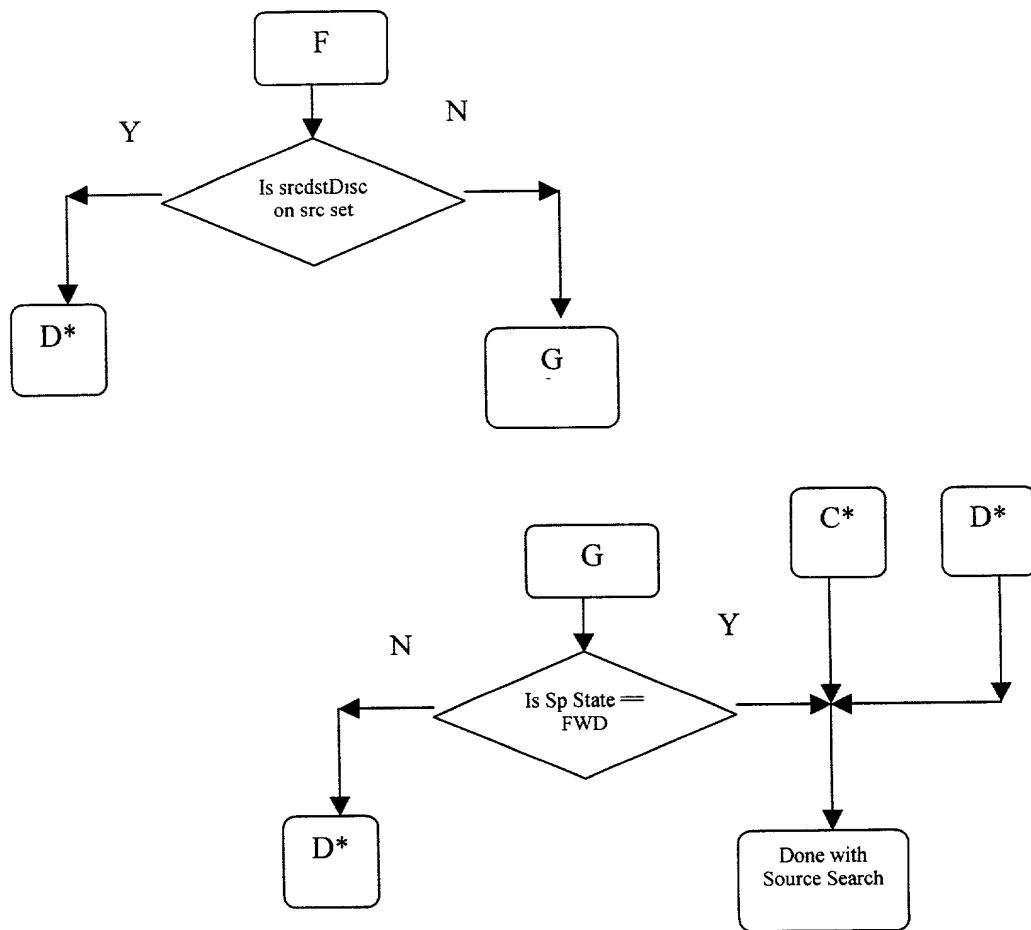 F
Y
N
Is srcdstDisc
on src set
D*
G
C*
D*
G
N
Y
Is Sp State ==
FWD
D*
Done with
Source Search